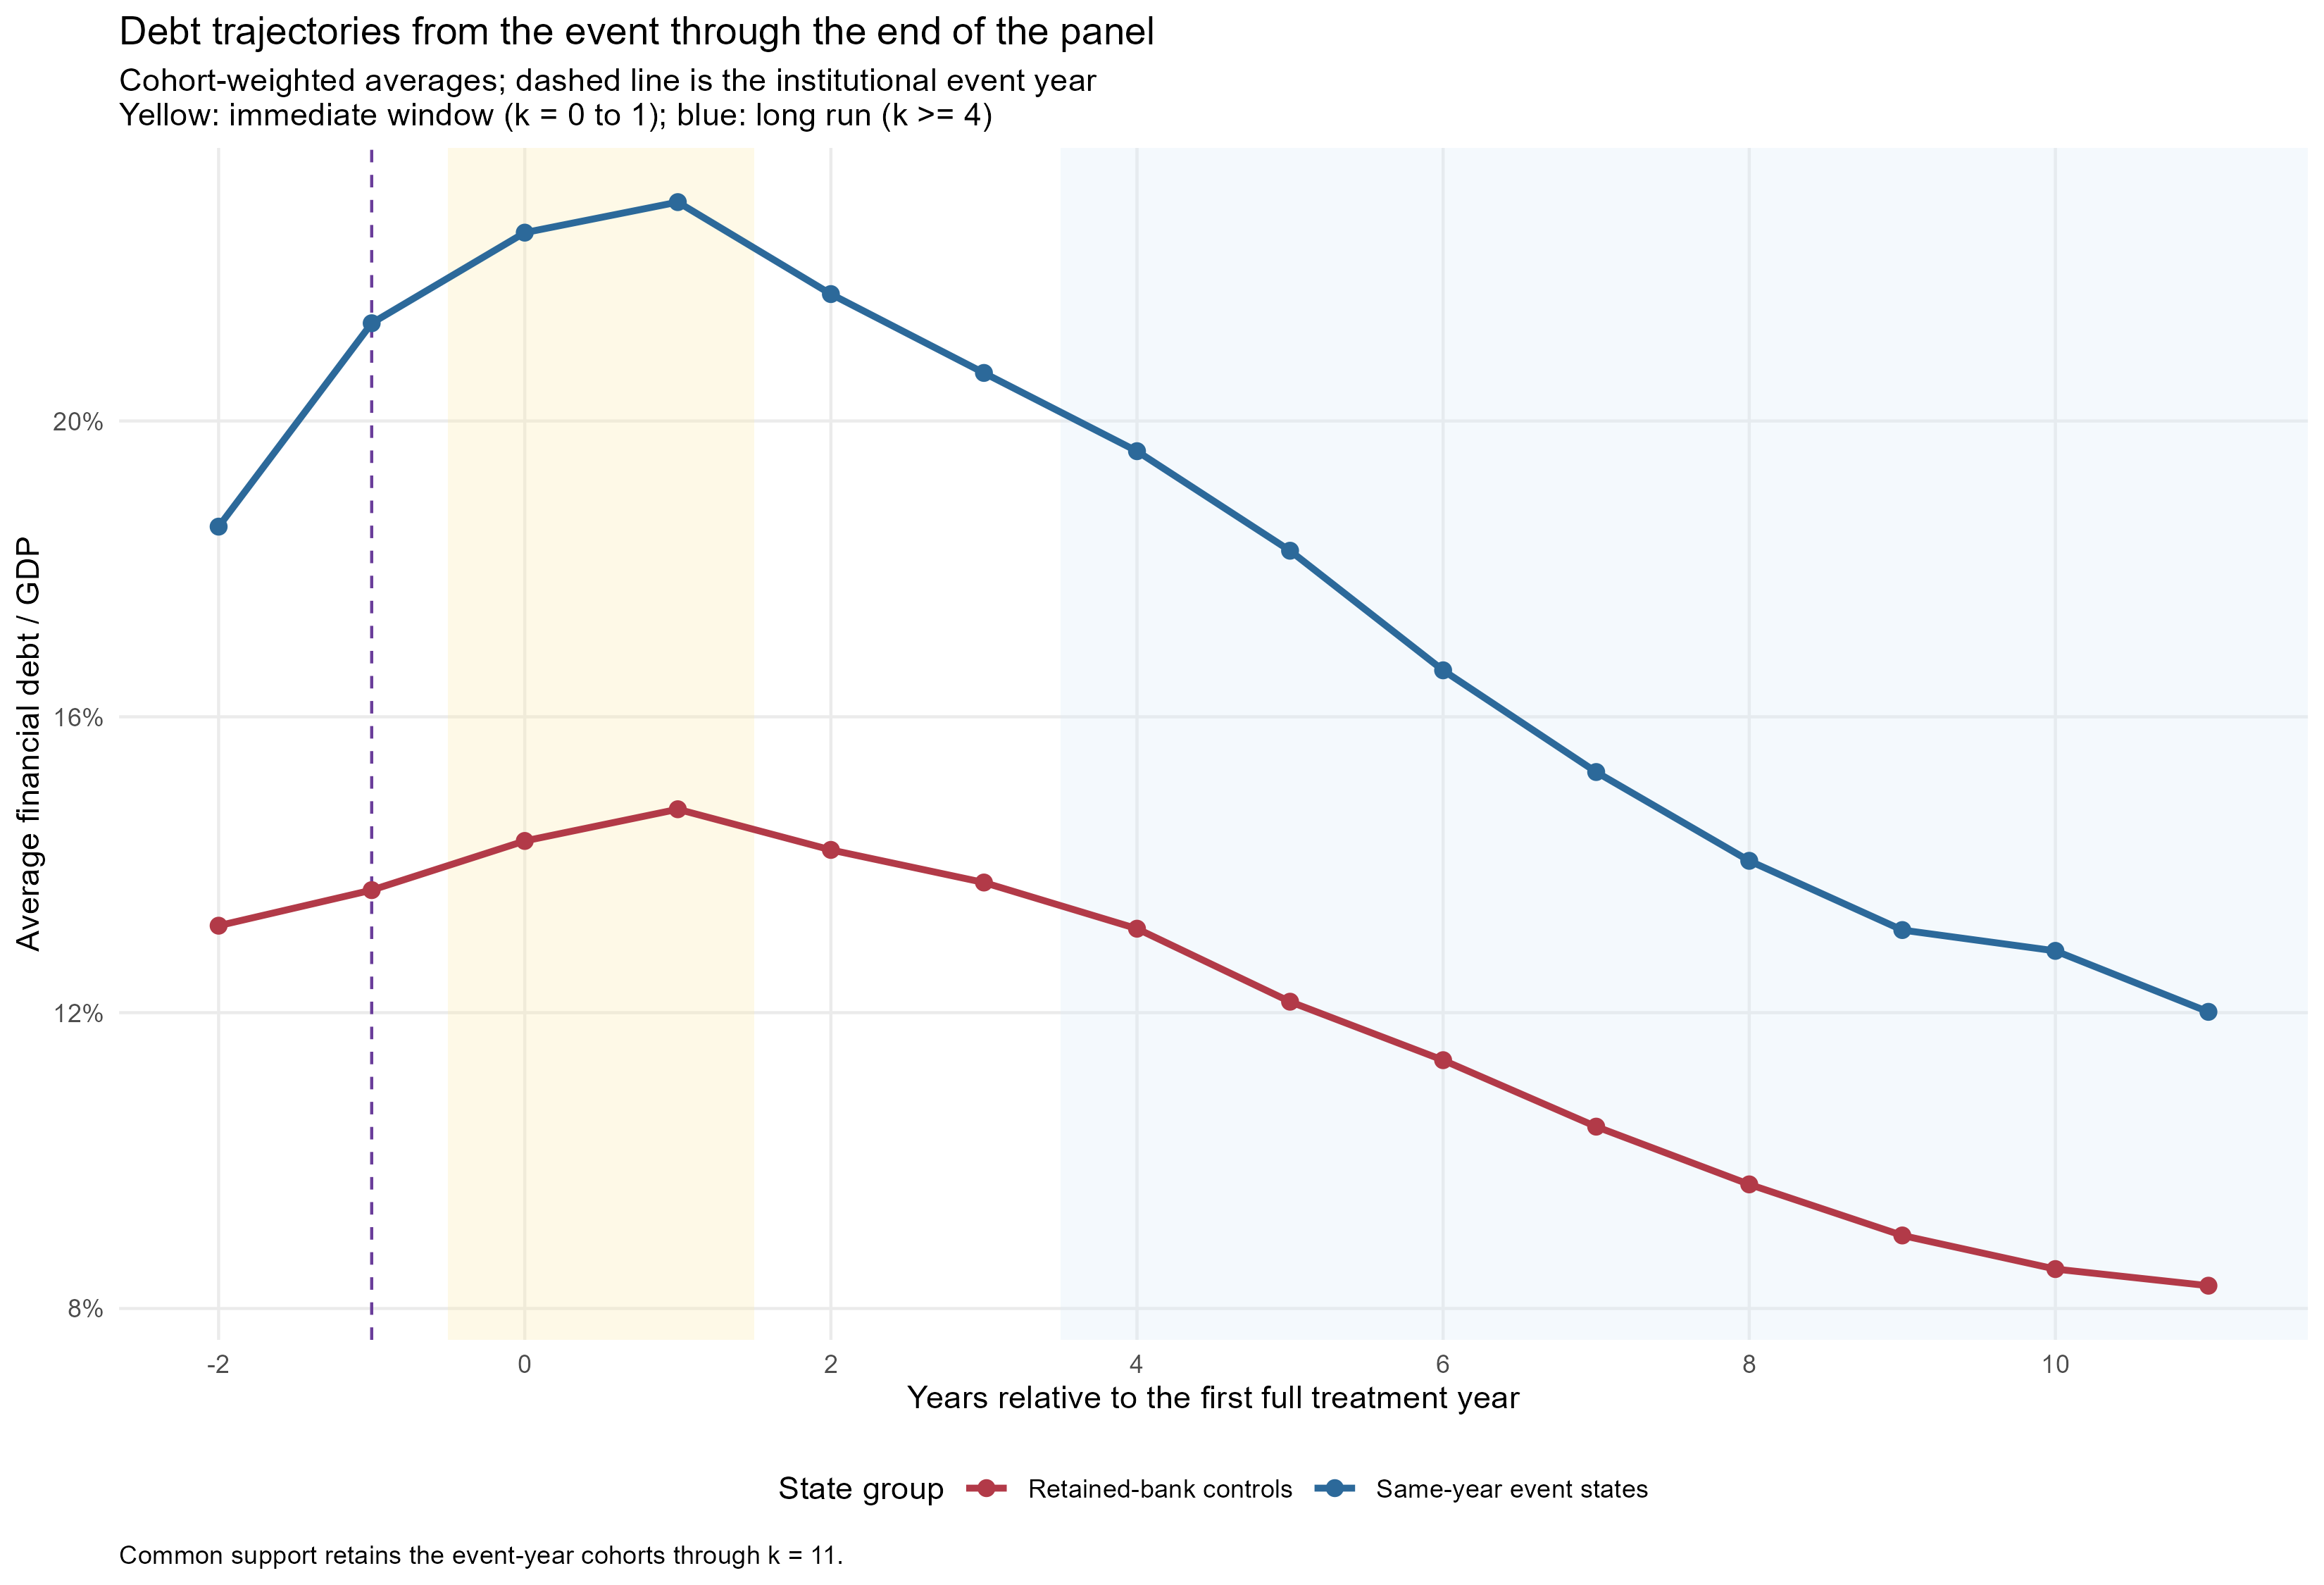 Debt trajectories from the event through the end of the panel
Cohort-weighted averages; dashed line is the institutional event year
Yellow: immediate window (k = 0 to 1); blue: long run (k >= 4)
Average financial debt / GDP
20%
16%
12%
8%
-2 0 2 4 6 8 10
Years relative to the first full treatment year
State group Retained-bank controls Same-year event states
Common support retains the event-year cohorts through k = 11.